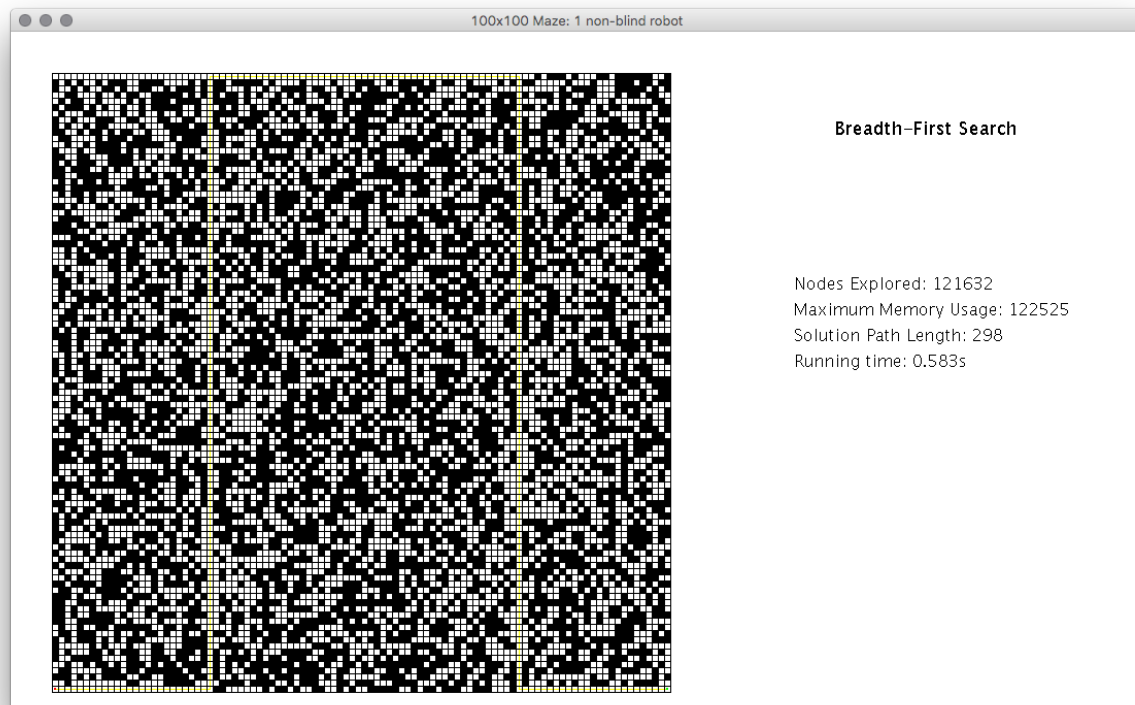 100x100 Maze: 1 non-blind robot
Breadth-First Search
Nodes Explored: 121632
Maximum Memory Usage: 122525
Solution Path Length: 298
Running time: 0.583s